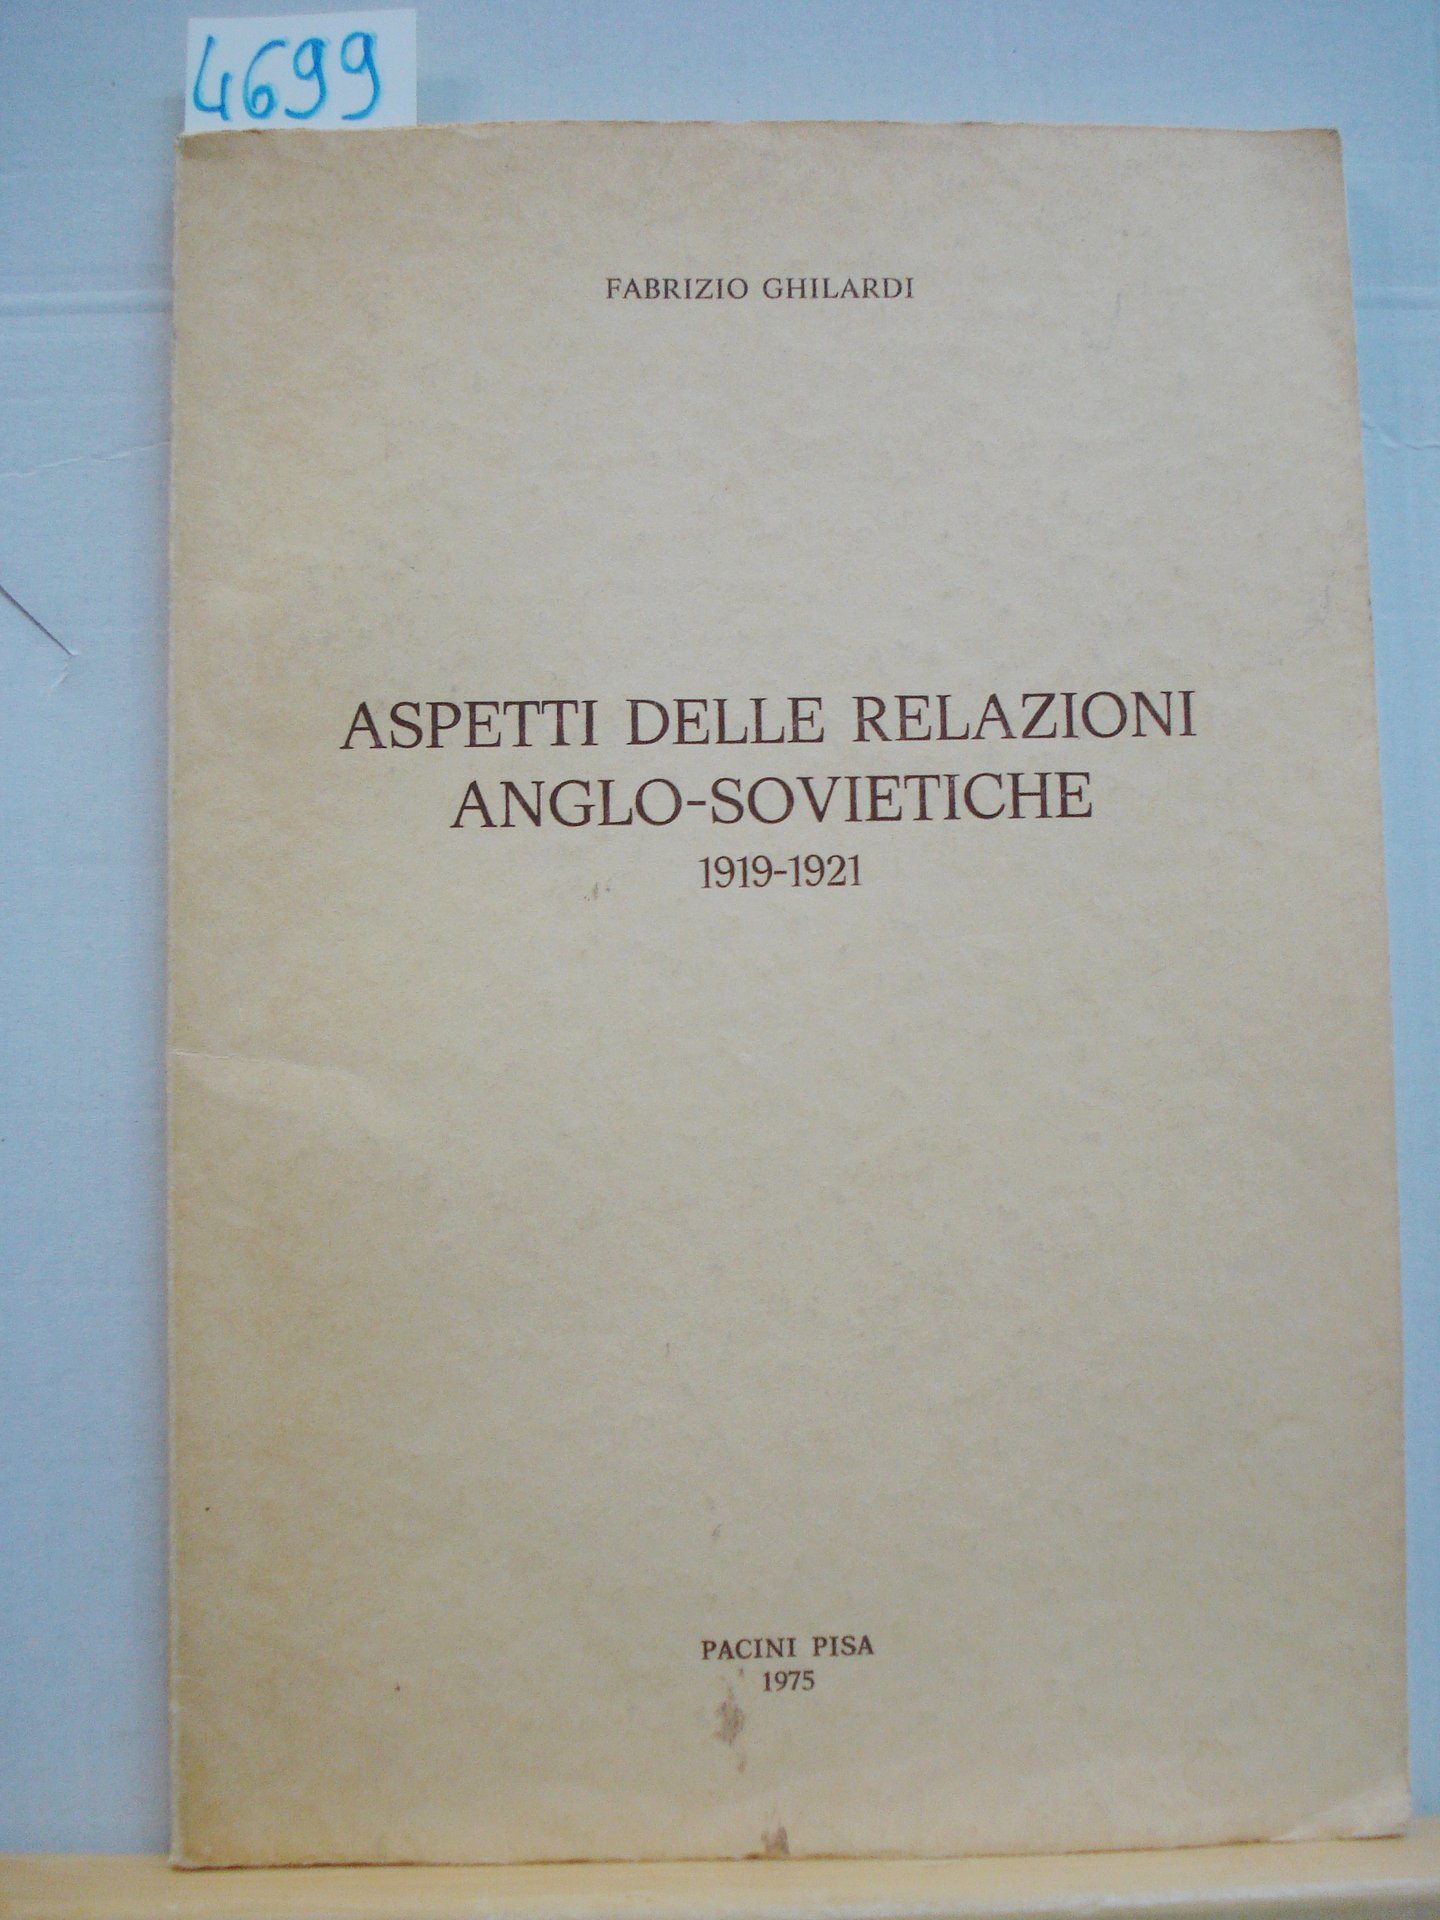 4699
FABRIZIO GHILARDI
ASPETTI DELLE RELAZIONI
ANGLO-SOVIETICHE
1919-1921
PACINI PISA
1975